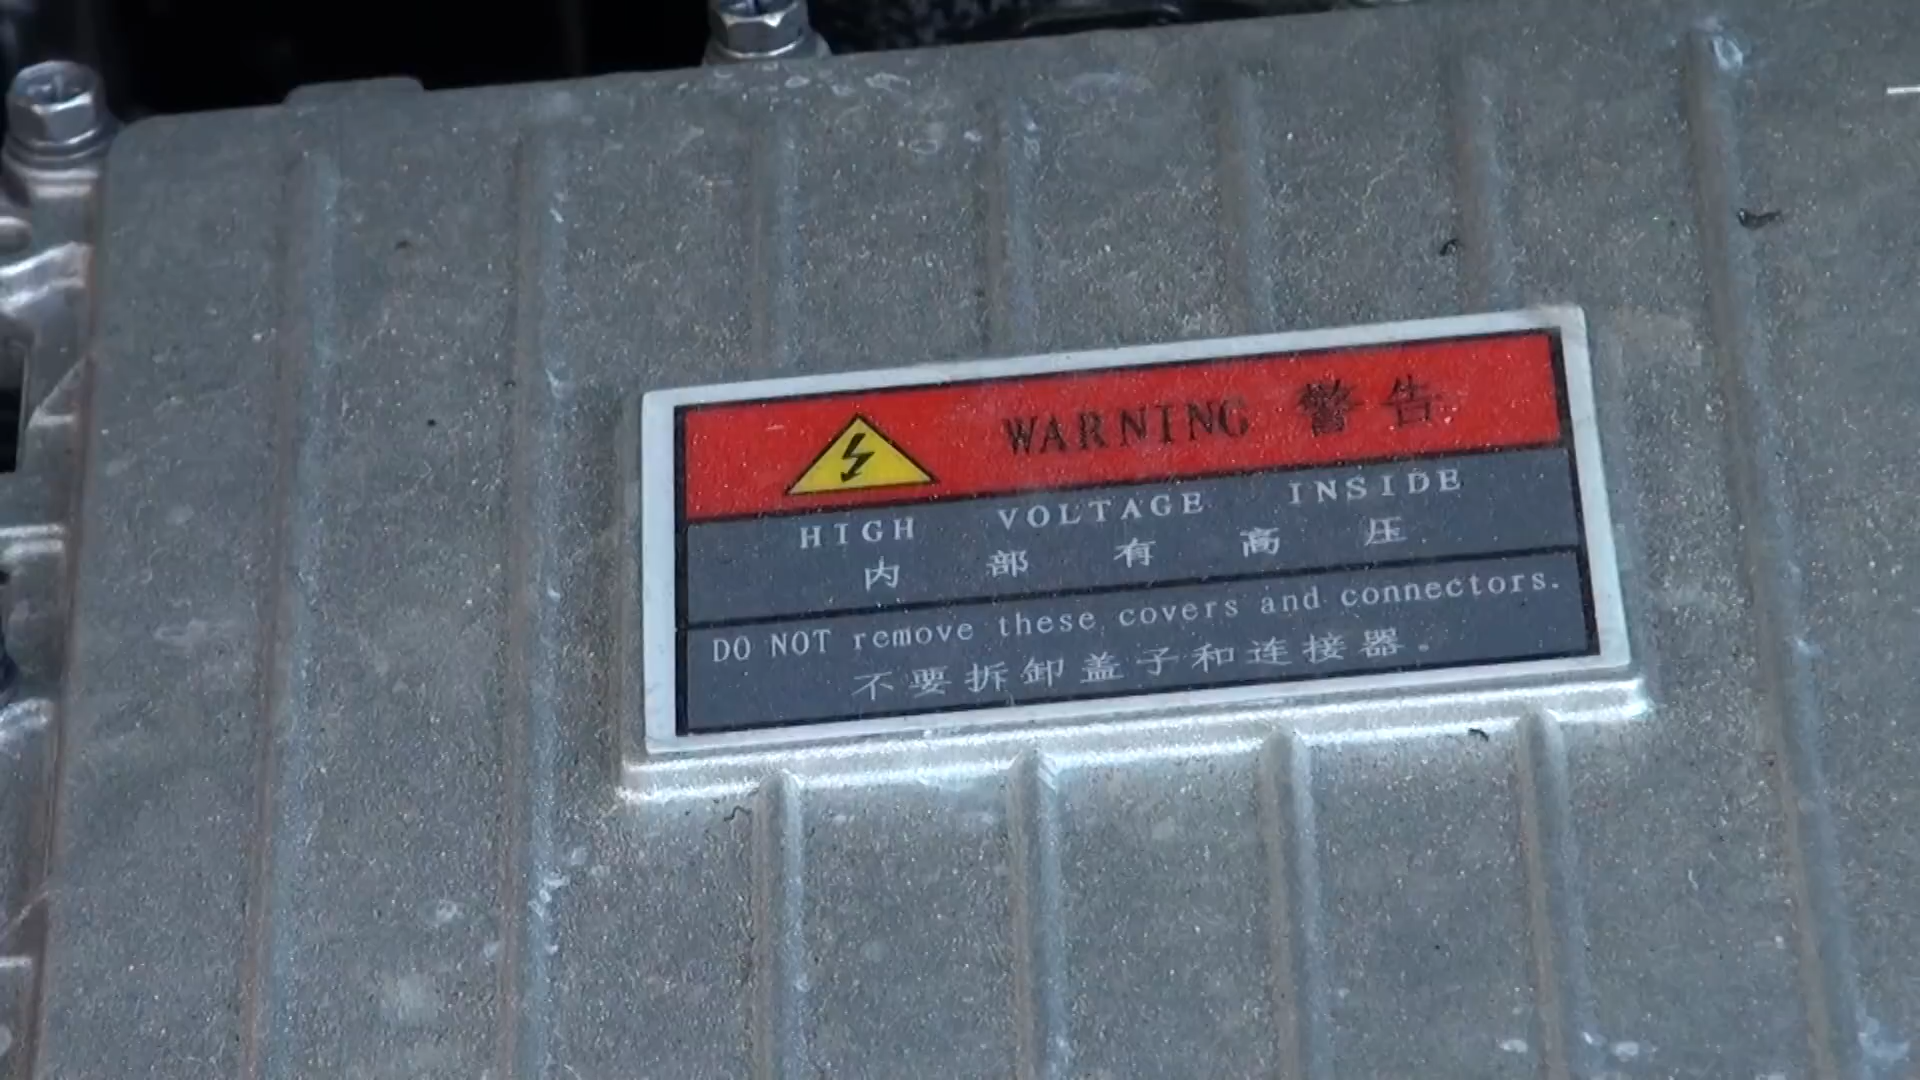 WARNING 警告
HIGH VOLTAGE INSIDE
内部有高压
DO NOT remove these covers and connectors.
不要拆卸盖子和连接器。